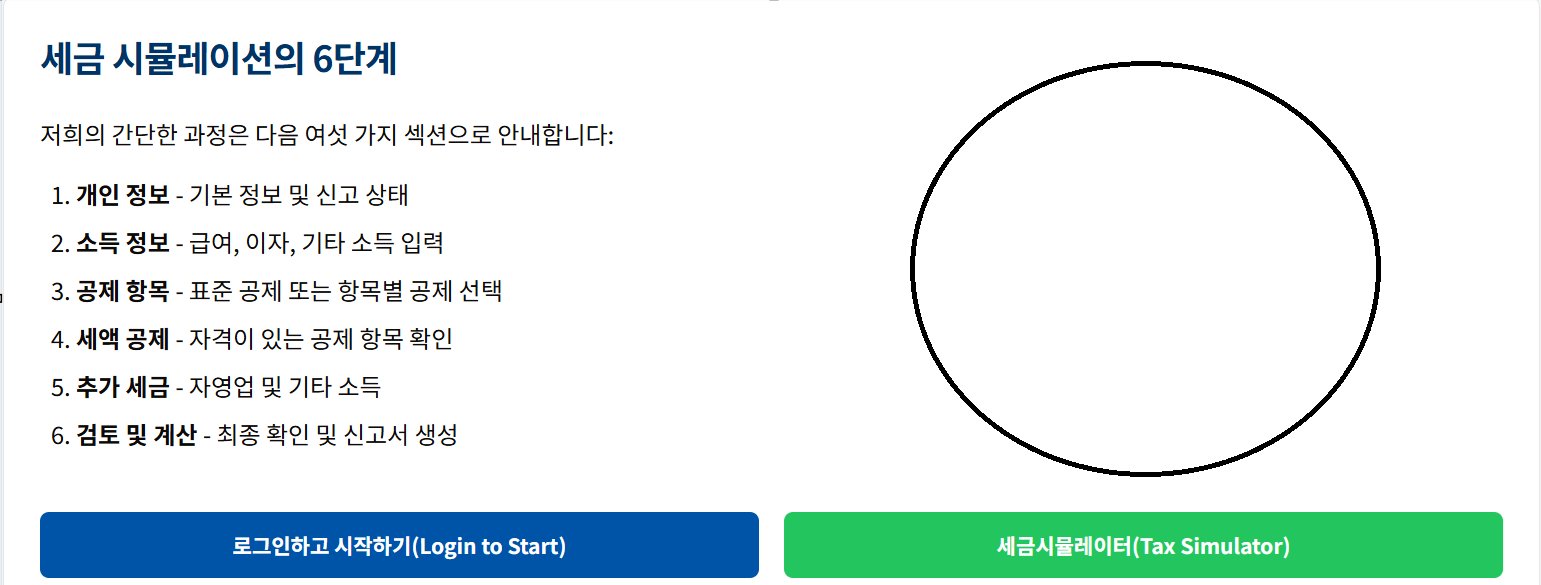 세금 시뮬레이션의 6단계
저희의 간단한 과정은 다음 여섯 가지 섹션으로 안내합니다:
1. 개인 정보 - 기본 정보 및 신고 상태
2. 소득 정보 - 급여, 이자, 기타 소득 입력
3. 공제 항목 - 표준 공제 또는 항목별 공제 선택
4. 세액 공제 - 자격이 있는 공제 항목 확인
5. 추가 세금 - 자영업 및 기타 소득
6. 검토 및 계산 - 최종 확인 및 신고서 생성
로그인하고 시작하기(Login to Start)
세금시뮬레이터(Tax Simulator)